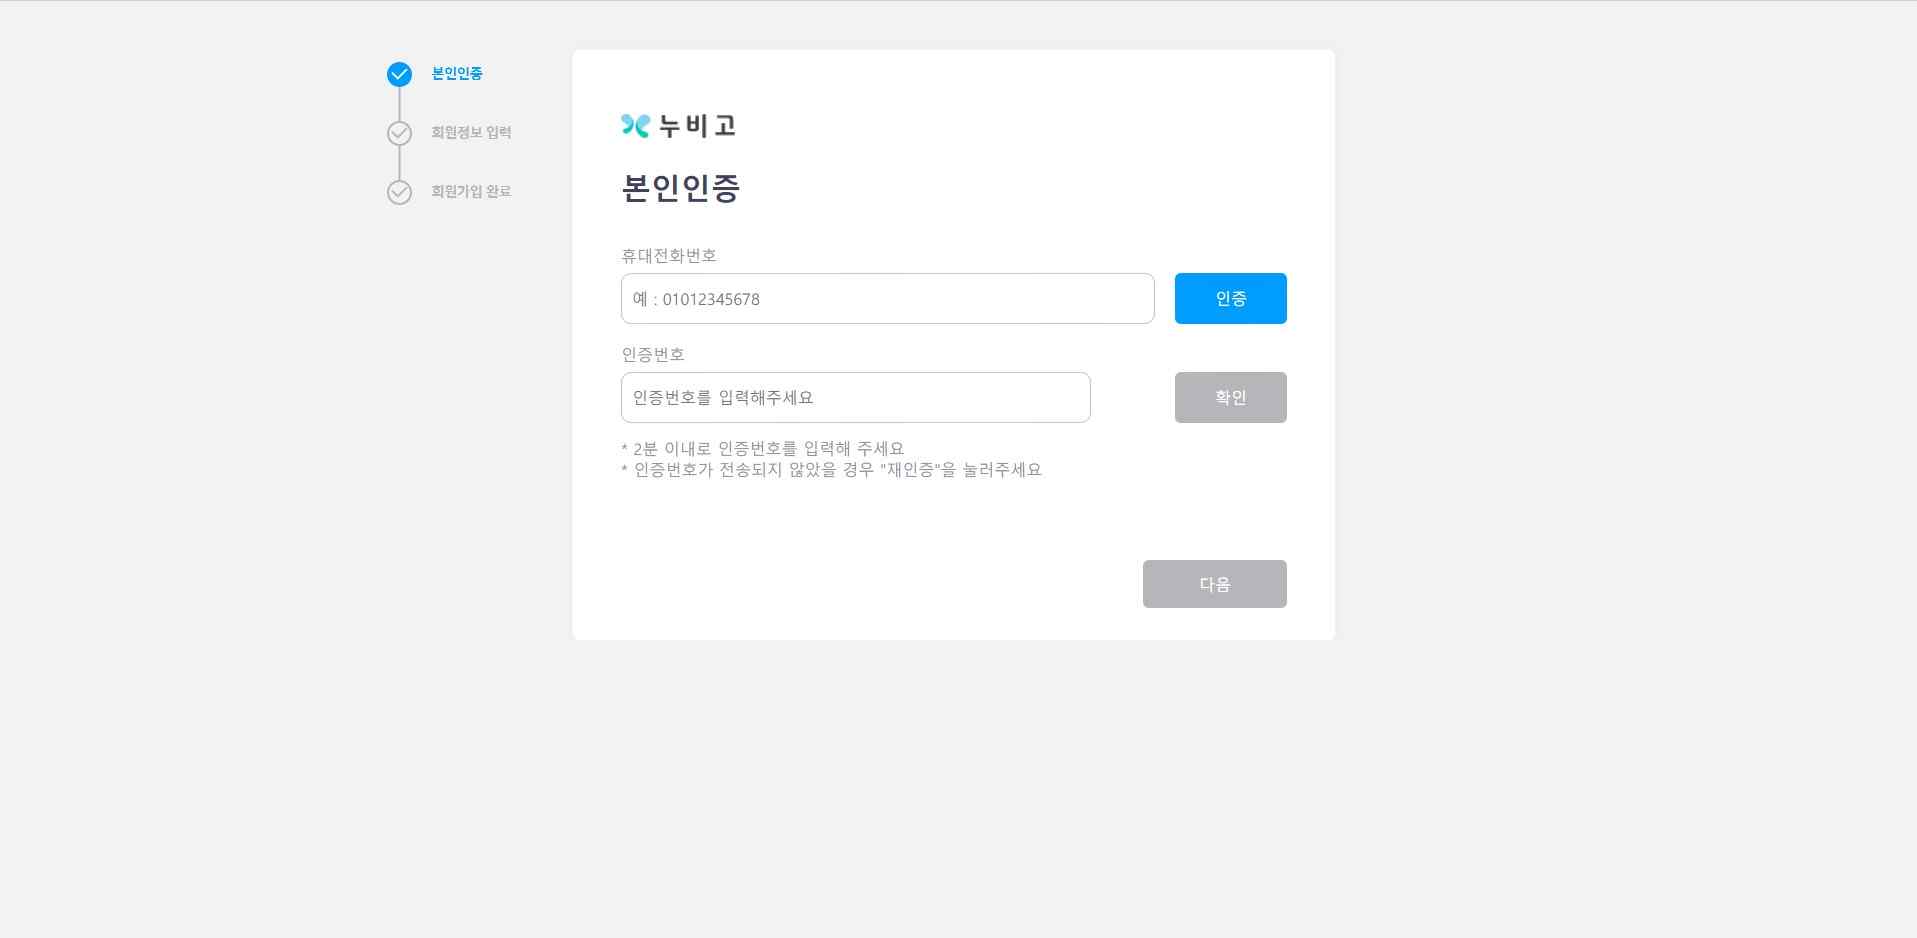 본인인증
회원정보 입력
회원가입 완료
누비고
본인인증
휴대전화번호
예 : 01012345678
인증
인증번호
인증번호를 입력해주세요
확인
* 2분 이내로 인증번호를 입력해 주세요
* 인증번호가 전송되지 않았을 경우 "재인증"을 눌러주세요
다음